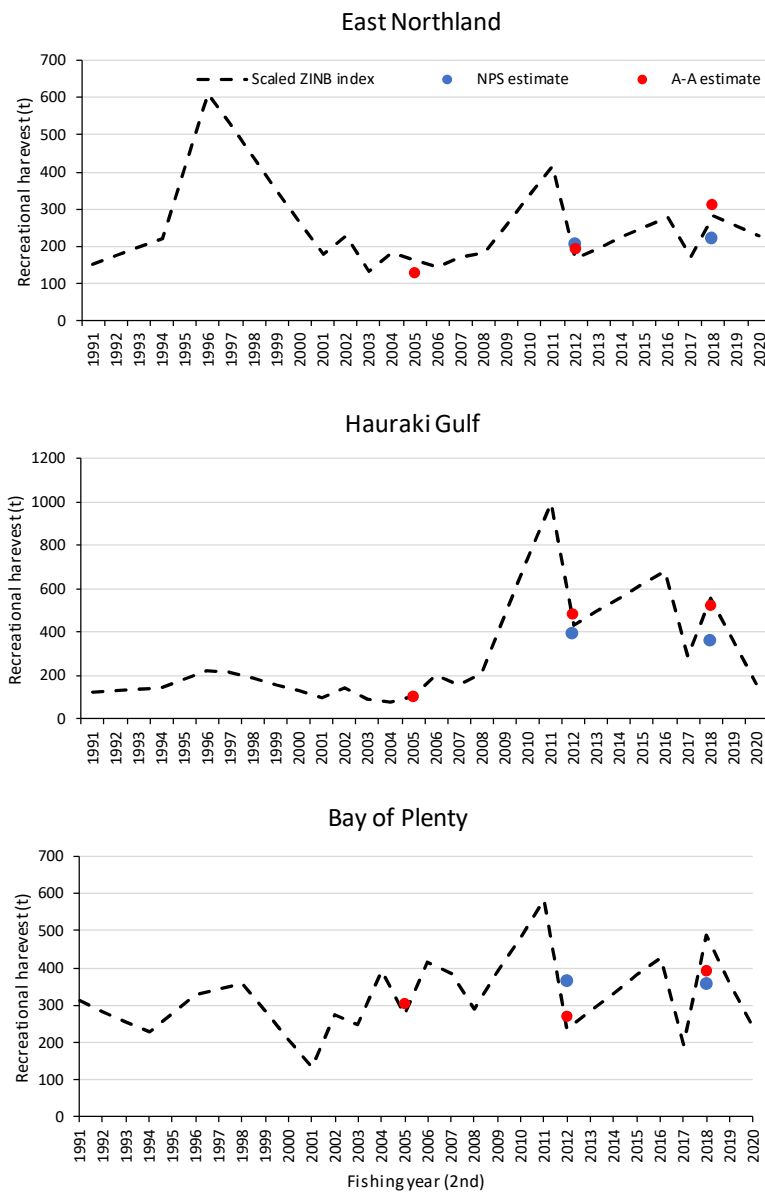 East Northland
700
600
500
400
300
200
100
0
Recreational harevest (t)
Scaled ZINB index NPS estimate A-A estimate
1991 1992 1993 1994 1995 1996 1997 1998 1999 2000 2001 2002 2003 2004 2005 2006 2007 2008 2009 2010 2011 2012 2013 2014 2015 2016 2017 2018 2019 2020
Hauraki Gulf
1200
1000
800
600
400
200
0
Recreational harevest (t)
1991 1992 1993 1994 1995 1996 1997 1998 1999 2000 2001 2002 2003 2004 2005 2006 2007 2008 2009 2010 2011 2012 2013 2014 2015 2016 2017 2018 2019 2020
Bay of Plenty
700
600
500
400
300
200
100
0
Recreational harevest (t)
1991 1992 1993 1994 1995 1996 1997 1998 1999 2000 2001 2002 2003 2004 2005 2006 2007 2008 2009 2010 2011 2012 2013 2014 2015 2016 2017 2018 2019 2020
Fishing year (2nd)